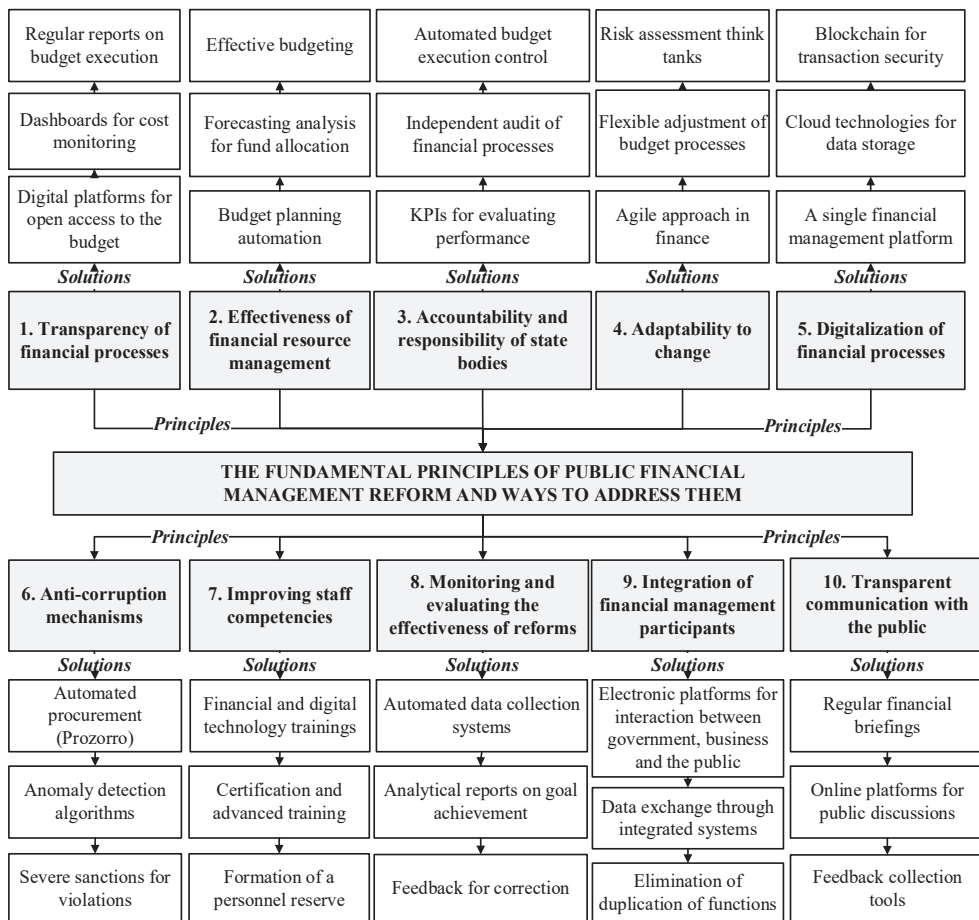 Regular reports on
budget execution
Effective budgeting
Automated budget
execution control
Risk assessment think
tanks
Blockchain for
transaction security
Dashboards for cost
monitoring
Forecasting analysis
for fund allocation
Independent audit of
financial processes
Flexible adjustment of
budget processes
Cloud technologies for
data storage
Digital platforms for
open access to the
budget
Budget planning
automation
KPIs for evaluating
performance
Agile approach in
finance
A single financial
management platform
Solutions
Solutions
Solutions
Solutions
Solutions
1. Transparency of
financial processes
2. Effectiveness of
financial resource
management
3. Accountability and
responsibility of state
bodies
4. Adaptability to
change
5. Digitalization of
financial processes
Principles
Principles
THE FUNDAMENTAL PRINCIPLES OF PUBLIC FINANCIAL
MANAGEMENT REFORM AND WAYS TO ADDRESS THEM
Principles
Principles
6. Anti-corruption
mechanisms
7. Improving staff
competencies
8. Monitoring and
evaluating the
effectiveness of reforms
9. Integration of
financial management
participants
10. Transparent
communication with
the public
Solutions
Solutions
Solutions
Solutions
Solutions
Automated
procurement
(Prozorro)
Financial and digital
technology trainings
Automated data collection
systems
Electronic platforms for
interaction between
government, business
and the public
Regular financial
briefings
Anomaly detection
algorithms
Certification and
advanced training
Analytical reports on goal
achievement
Data exchange through
integrated systems
Online platforms for
public discussions
Severe sanctions for
violations
Formation of a
personnel reserve
Feedback for correction
Elimination of
duplication of functions
Feedback collection
tools